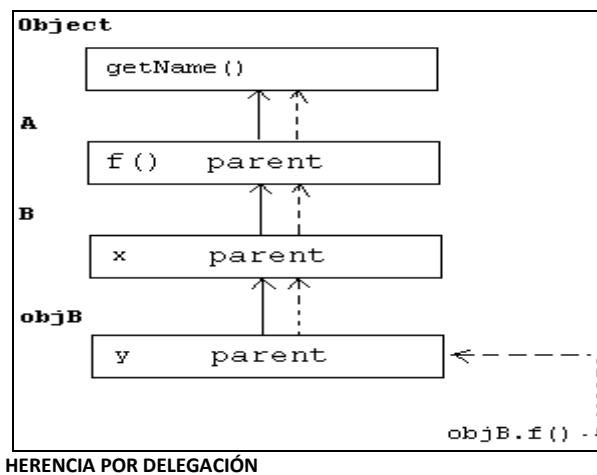 Object
getName()
A
f() parent
B
x parent
objB
y parent
objB.f()
HERENCIA POR DELEGACIÓN